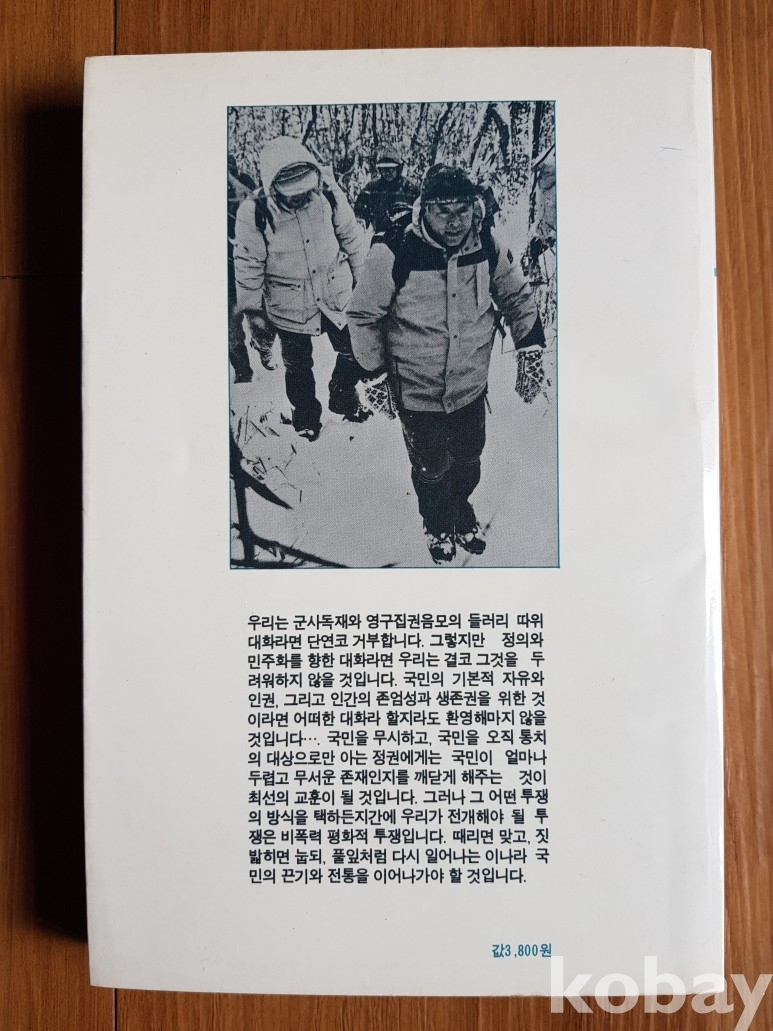 우리는 군사독재와 영구집권음모의 들러리 따위
대화라면 단연코 거부합니다. 그렇지만 정의와
민주화를 향한 대화라면 우리는 결코 그것을 두
려워하지 않을 것입니다. 국민의 기본적 자유와
인권, 그리고 인간의 존엄성과 생존권을 위한 것
이라면 어떠한 대화라 할지라도 환영해마지 않을
것입니다…. 국민을 무시하고, 국민을 오직 통치
의 대상으로만 아는 정권에게는 국민이 얼마나
두렵고 무서운 존재인지를 깨닫게 해주는 것이
최선의 교훈이 될 것입니다. 그러나 그 어떤 투쟁
의 방식을 택하든지간에 우리가 전개해야 될 투
쟁은 비폭력 평화적 투쟁입니다. 때리면 맞고, 짓
밟히면 눕되, 풀잎처럼 다시 일어나는 이나라 국
민의 끈기와 전통을 이어나가야 할 것입니다.
값3,800원
kobay